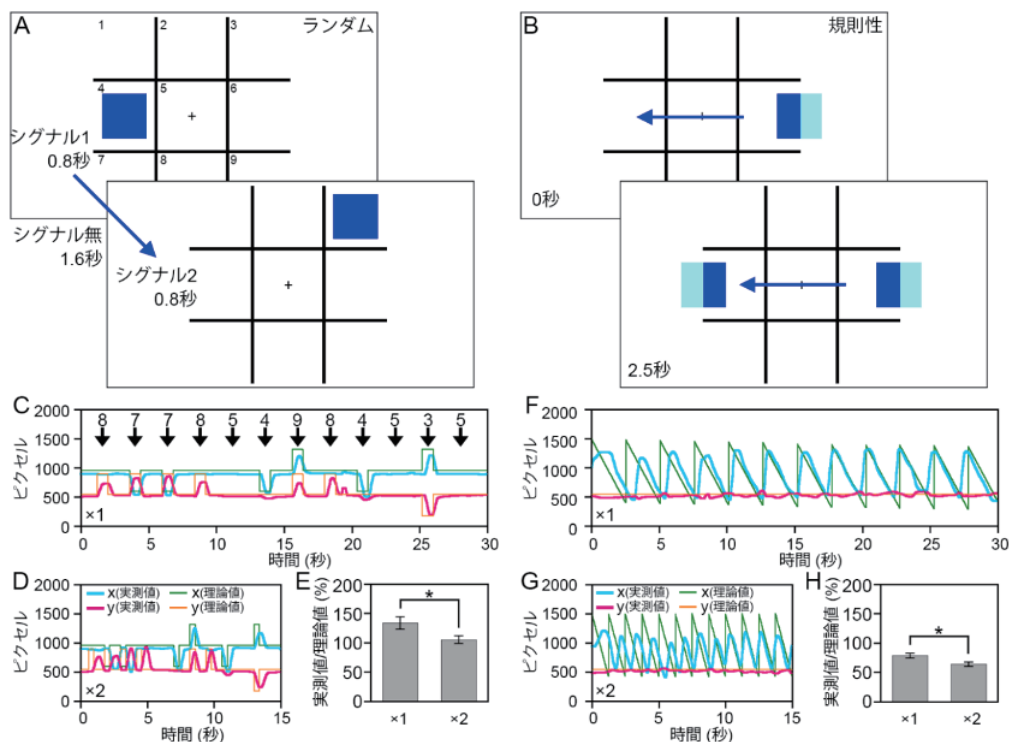 A
ランダム
1
2
3
4
5
6
7
8
9
シグナル1
0.8秒
シグナル無
1.6秒
シグナル2
0.8秒
B
規則性
0秒
2.5秒
C
2000
1500
1000
500
0
ピクセル
8 7 7 8 5 4 9 8 4 5 3 5
×1
0 5 10 15 20 25 30
時間 (秒)
F
2000
1500
1000
500
0
ピクセル
×1
0 5 10 15 20 25 30
時間 (秒)
D
2000
1500
1000
500
0
ピクセル
x(実測値) x(理論値)
y(実測値) y(理論値)
×2
0 5 10 15
時間 (秒)
E
実測値/理論値 (%)
200
150
100
50
0
*
×1 ×2
G
2000
1500
1000
500
0
ピクセル
x(実測値) x(理論値)
y(実測値) y(理論値)
×2
0 5 10 15
時間 (秒)
H
実測値/理論値 (%)
200
150
100
50
0
*
×1 ×2